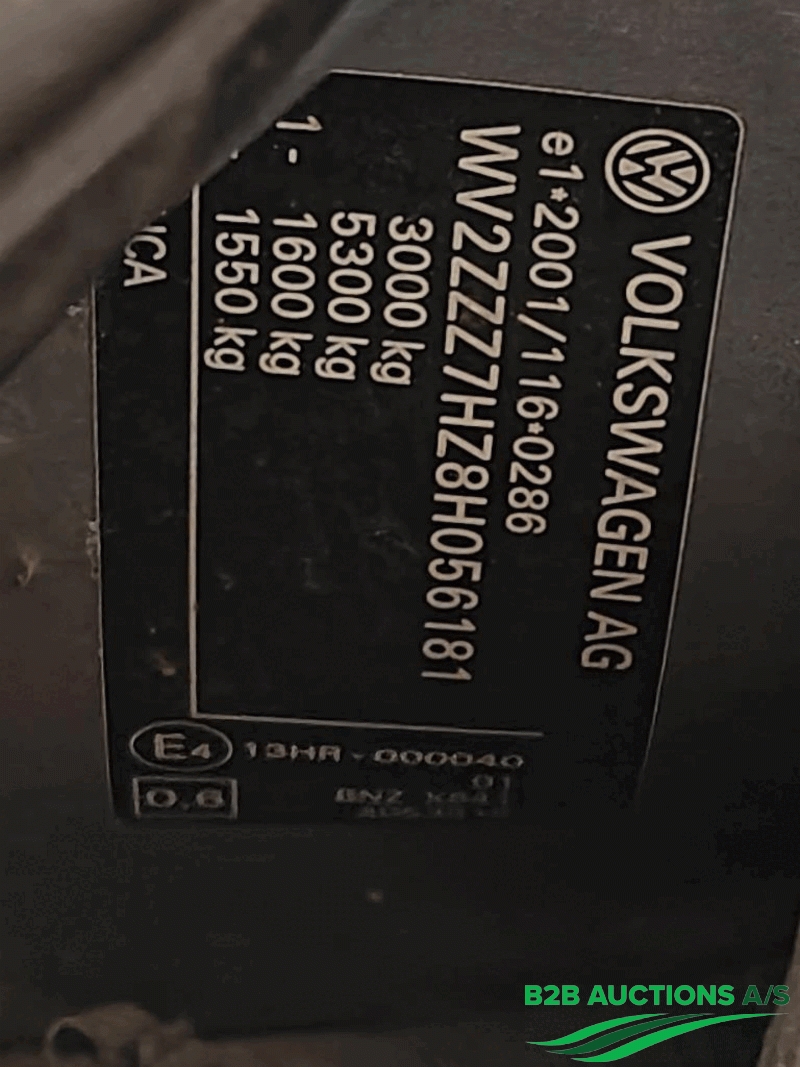 VOLKSWAGEN AG
e1*2001/116*0286
WV2ZZZ7HZ8H056181
3000 kg
5300 kg
1- 1600 kg
1550 kg
E4 13HR - 000040
0.6
B2B AUCTIONS A/S